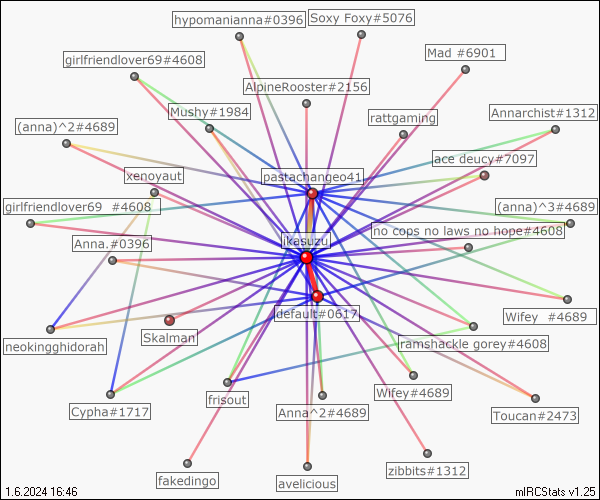 hypomanianna#0396
Soxy Foxy#5076
girlfriendlover69#4608
Mad #6901
AlpineRooster#2156
Mushy#1984
rattgaming
Annarchist#1312
(anna)^2#4689
ace deucy#7097
xenoyaut
pastachangeo41
girlfriendlover69 #4608
(anna)^3#4689
no cops no laws no hope#4608
Anna.#0396
ikasuzu
default#0617
Wifey #4689
neokingghidorah
Skalman
ramshackle gorey#4608
Cypha#1717
frisout
Anna^2#4689
Wifey#4689
Toucan#2473
fakedingo
avelicious
zibbits#1312
1.6.2024 16:46
mIRCStats v1.25